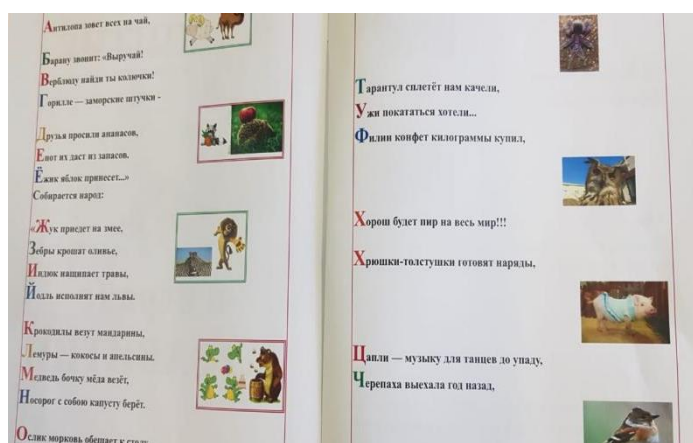 Антилопа зовет всех на чай,
Барану звонит: «Выручай!
Верблюду найди ты колючки!
Горилле — заморские штучки -
Друзья просили ананасов,
Енот их даст из запасов.
Ёжик яблок принесет...»
Собирается народ:
«Жук приедет на змее,
Зебры крошат оливье,
Индюк нащипает травы,
Йодль исполнят нам львы.
Крокодилы везут мандарины,
Лемуры — кокосы и апельсины.
Медведь бочку мёда везёт,
Носорог с собою капусту берёт.
Ослик морковь обещает к столу
Тарантул сплетёт нам качели,
Ужи покататься хотели...
Филин конфет килограммы купил,
Хорош будет пир на весь мир!!!
Хрюшки-толстушки готовят наряды,
Цапли — музыку для танцев до упаду,
Черепаха выехала год назад,